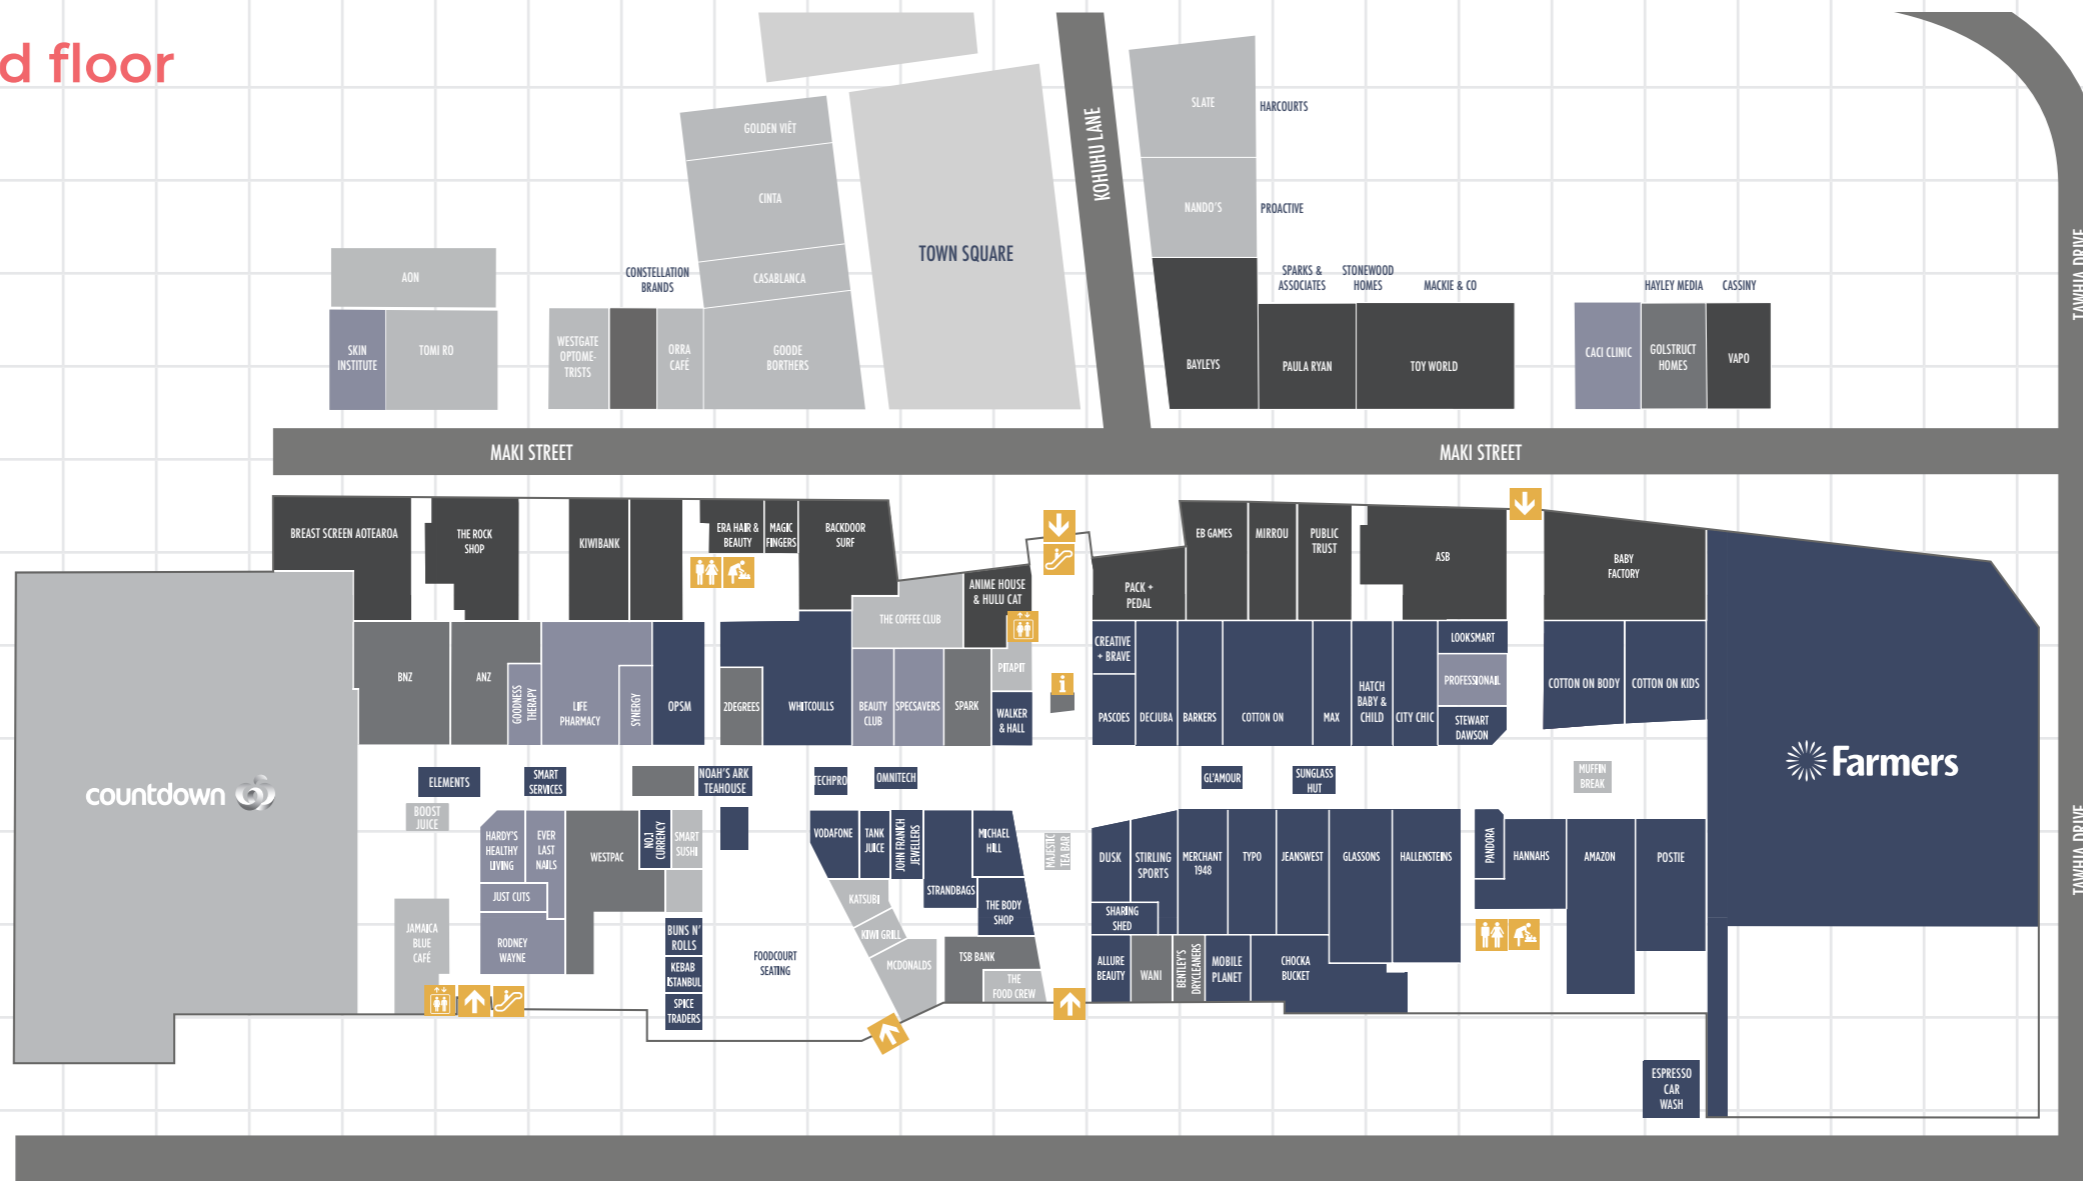 d floor
SLATE
HARCOURTS
GOLDEN VIÊT
KOHUHU LANE
CINTA
NANDO'S
PROACTIVE
TOWN SQUARE
TAWHIA DRIVE
AON
CONSTELLATION
BRANDS
CASABLANCA
SPARKS &
ASSOCIATES
STONEWOOD
HOMES
MACKIE & CO
HAYLEY MEDIA
CASSINY
SKIN
INSTITUTE
TOMI RO
WESTGATE
OPTOME-
TRISTS
ORRA
CAFÉ
GOODE
BORTHERS
BAYLEYS
PAULA RYAN
TOY WORLD
CACI CLINIC
GOLSTRUCT
HOMES
VAPO
MAKI STREET
MAKI STREET
BREAST SCREEN AOTEAROA
THE ROCK
SHOP
KIWIBANK
ERA HAIR &
BEAUTY
MAGIC
FINGERS
BACKDOOR
SURF
ANIME HOUSE
& HULU CAT
THE COFFEE CLUB
PACK +
PEDAL
EB GAMES
MIRROU
PUBLIC
TRUST
ASB
BABY
FACTORY
BNZ
ANZ
GOODNESS
THERAPY
LIFE
PHARMACY
SYNERGY
OPSM
2DEGREES
WHITCOULLS
BEAUTY
CLUB
SPECSAVERS
SPARK
PITAPIT
WALKER
& HALL
i
CREATIVE
+ BRAVE
PASCOES
DECJUBA
BARKERS
COTTON ON
MAX
HATCH
BABY &
CHILD
CITY CHIC
LOOKSMART
PROFESSIONAIL
STEWART
DAWSON
COTTON ON BODY
COTTON ON KIDS
Farmers
countdown
ELEMENTS
SMART
SERVICES
NOAH'S ARK
TEAHOUSE
TECHPRO
OMNITECH
GL'AMOUR
SUNGLASS
HUT
MUFFIN
BREAK
BOOST
JUICE
HARDY'S
HEALTHY
LIVING
EVER
LAST
NAILS
WESTPAC
NO.1
CURRENCY
SMART
SUSHI
VODAFONE
TANK
JUICE
JOHN FRANICH
JEWELLERS
STRANDBAGS
MICHAEL
HILL
MAJESTIC
TEA BAR
DUSK
STIRLING
SPORTS
MERCHANT
1948
TYPO
JEANSWEST
GLASSONS
HALLENSTEINS
PANDORA
HANNAHS
AMAZON
POSTIE
TAWHIA DRIVE
JUST CUTS
KATSUBI
THE BODY
SHOP
SHARING
SHED
JAMAICA
BLUE
CAFÉ
RODNEY
WAYNE
BUNS N'
ROLLS
KIWI GRILL
KEBAB
ISTANBUL
FOODCOURT
SEATING
MCDONALDS
TSB BANK
THE
FOOD CREW
ALLURE
BEAUTY
WANI
BENTLEY'S
DRYCLEANERS
MOBILE
PLANET
CHOCKA
BUCKET
SPICE
TRADERS
ESPRESSO
CAR
WASH